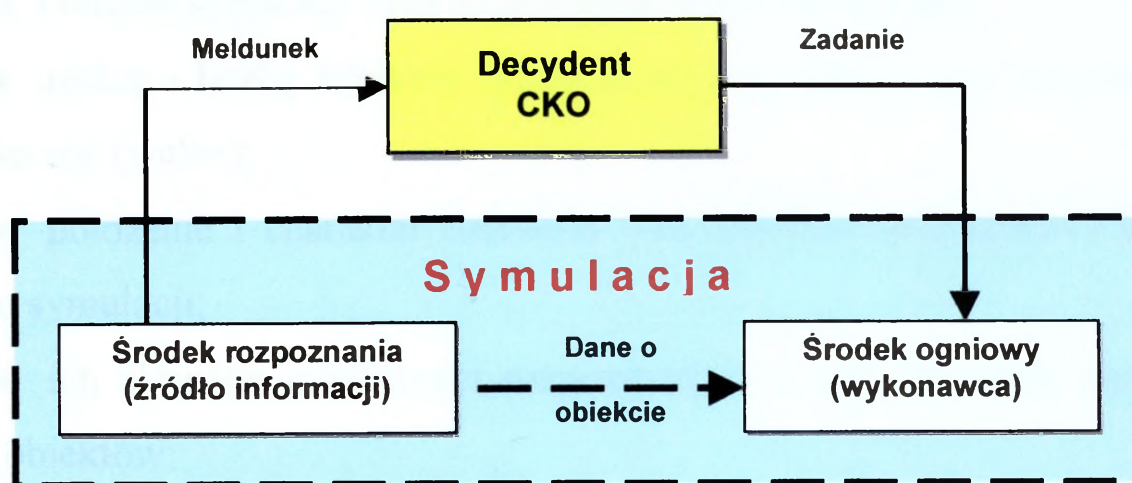 Meldunek
Decydent
CKO
Zadanie
Symulacja
Środek rozpoznania
(źródło informacji)
Dane o
obiekcie
Środek ogniowy
(wykonawca)